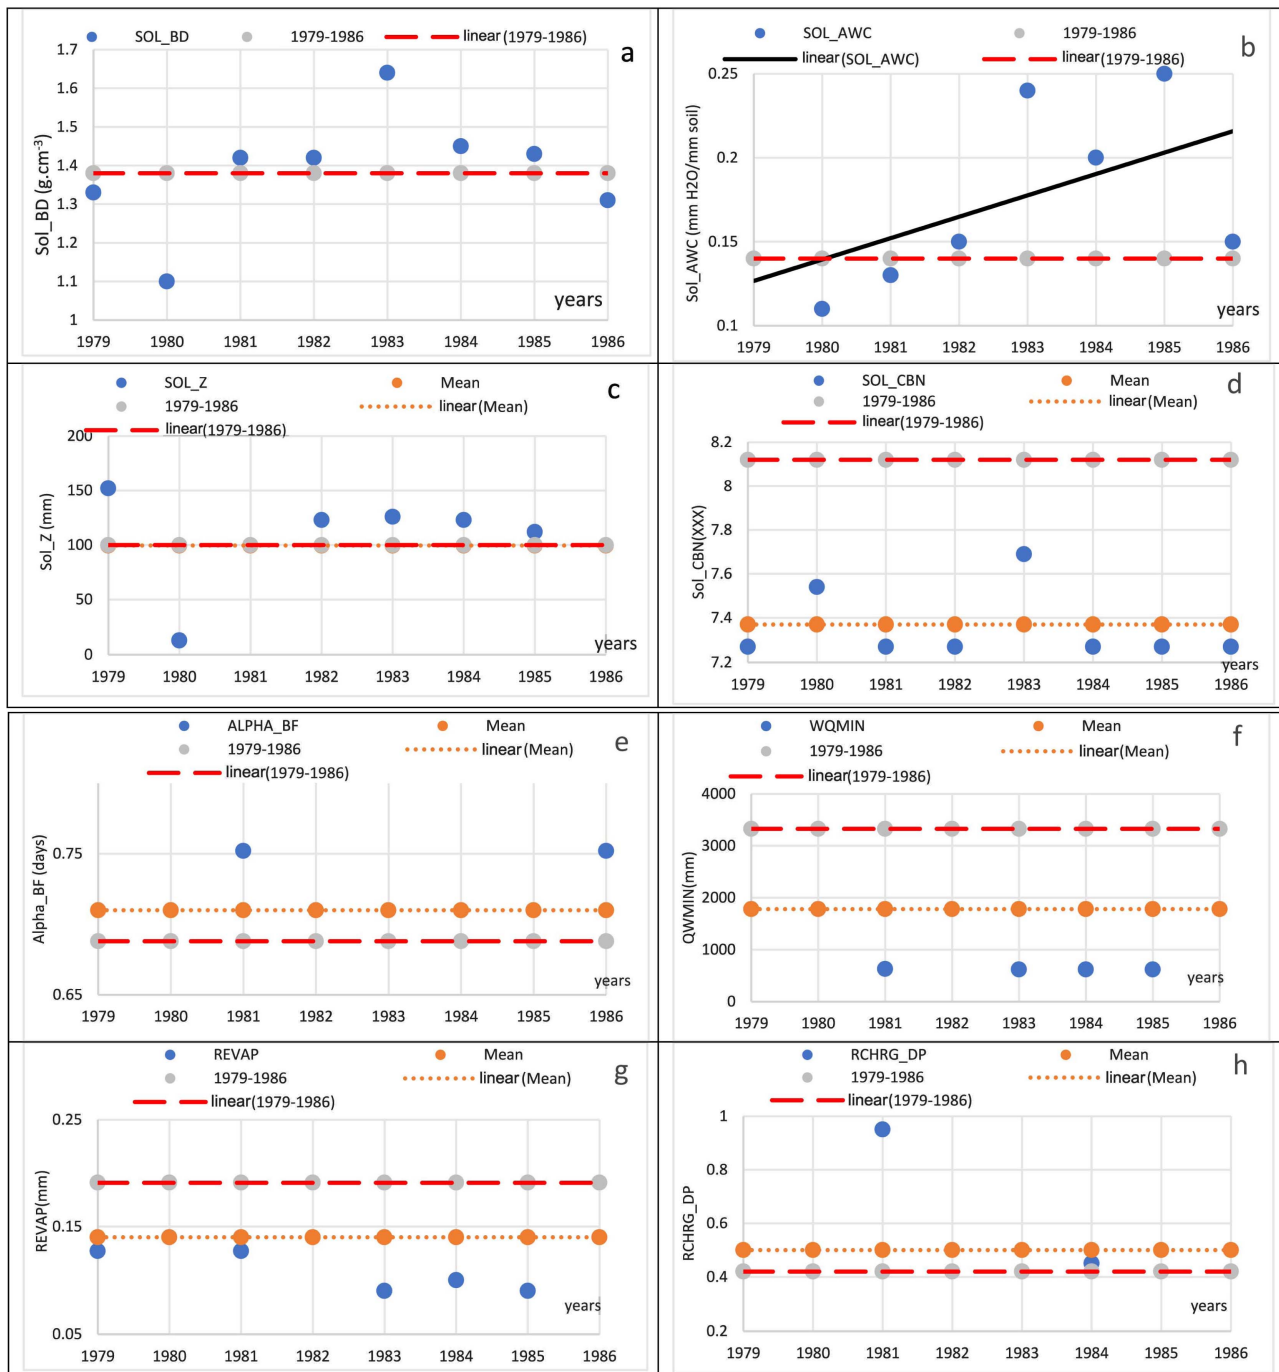 SOL_BD 1979-1986 linear(1979-1986)
a
1.7
1.6
1.5
1.4
1.3
1.2
1.1
1
Sol_BD (g.cm-3)
years
1979 1980 1981 1982 1983 1984 1985 1986
SOL_AWC 1979-1986
linear(SOL_AWC) linear(1979-1986)
b
0.25
0.2
0.15
0.1
Sol_AWC (mm H2O/mm soil)
years
1979 1980 1981 1982 1983 1984 1985 1986
SOL_Z Mean
1979-1986 linear(Mean)
linear(1979-1986)
c
200
150
100
50
0
Sol_Z (mm)
years
1979 1980 1981 1982 1983 1984 1985 1986
SOL_CBN Mean
1979-1986 linear(Mean)
linear(1979-1986)
d
8.2
8
7.8
7.6
7.4
7.2
Sol_CBN(XXX)
years
1979 1980 1981 1982 1983 1984 1985 1986
ALPHA_BF Mean
1979-1986 linear(Mean)
linear(1979-1986)
e
0.75
0.65
Alpha_BF (days)
years
1979 1980 1981 1982 1983 1984 1985 1986
WQMIN Mean
1979-1986 linear(Mean)
linear(1979-1986)
f
4000
3000
2000
1000
0
QWMIN(mm)
years
1979 1980 1981 1982 1983 1984 1985 1986
REVAP Mean
1979-1986 linear(Mean)
linear(1979-1986)
g
0.25
0.15
0.05
REVAP(mm)
years
1979 1980 1981 1982 1983 1984 1985 1986
RCHRG_DP Mean
1979-1986 linear(Mean)
linear(1979-1986)
h
1
0.8
0.6
0.4
0.2
RCHRG_DP
years
1979 1980 1981 1982 1983 1984 1985 1986